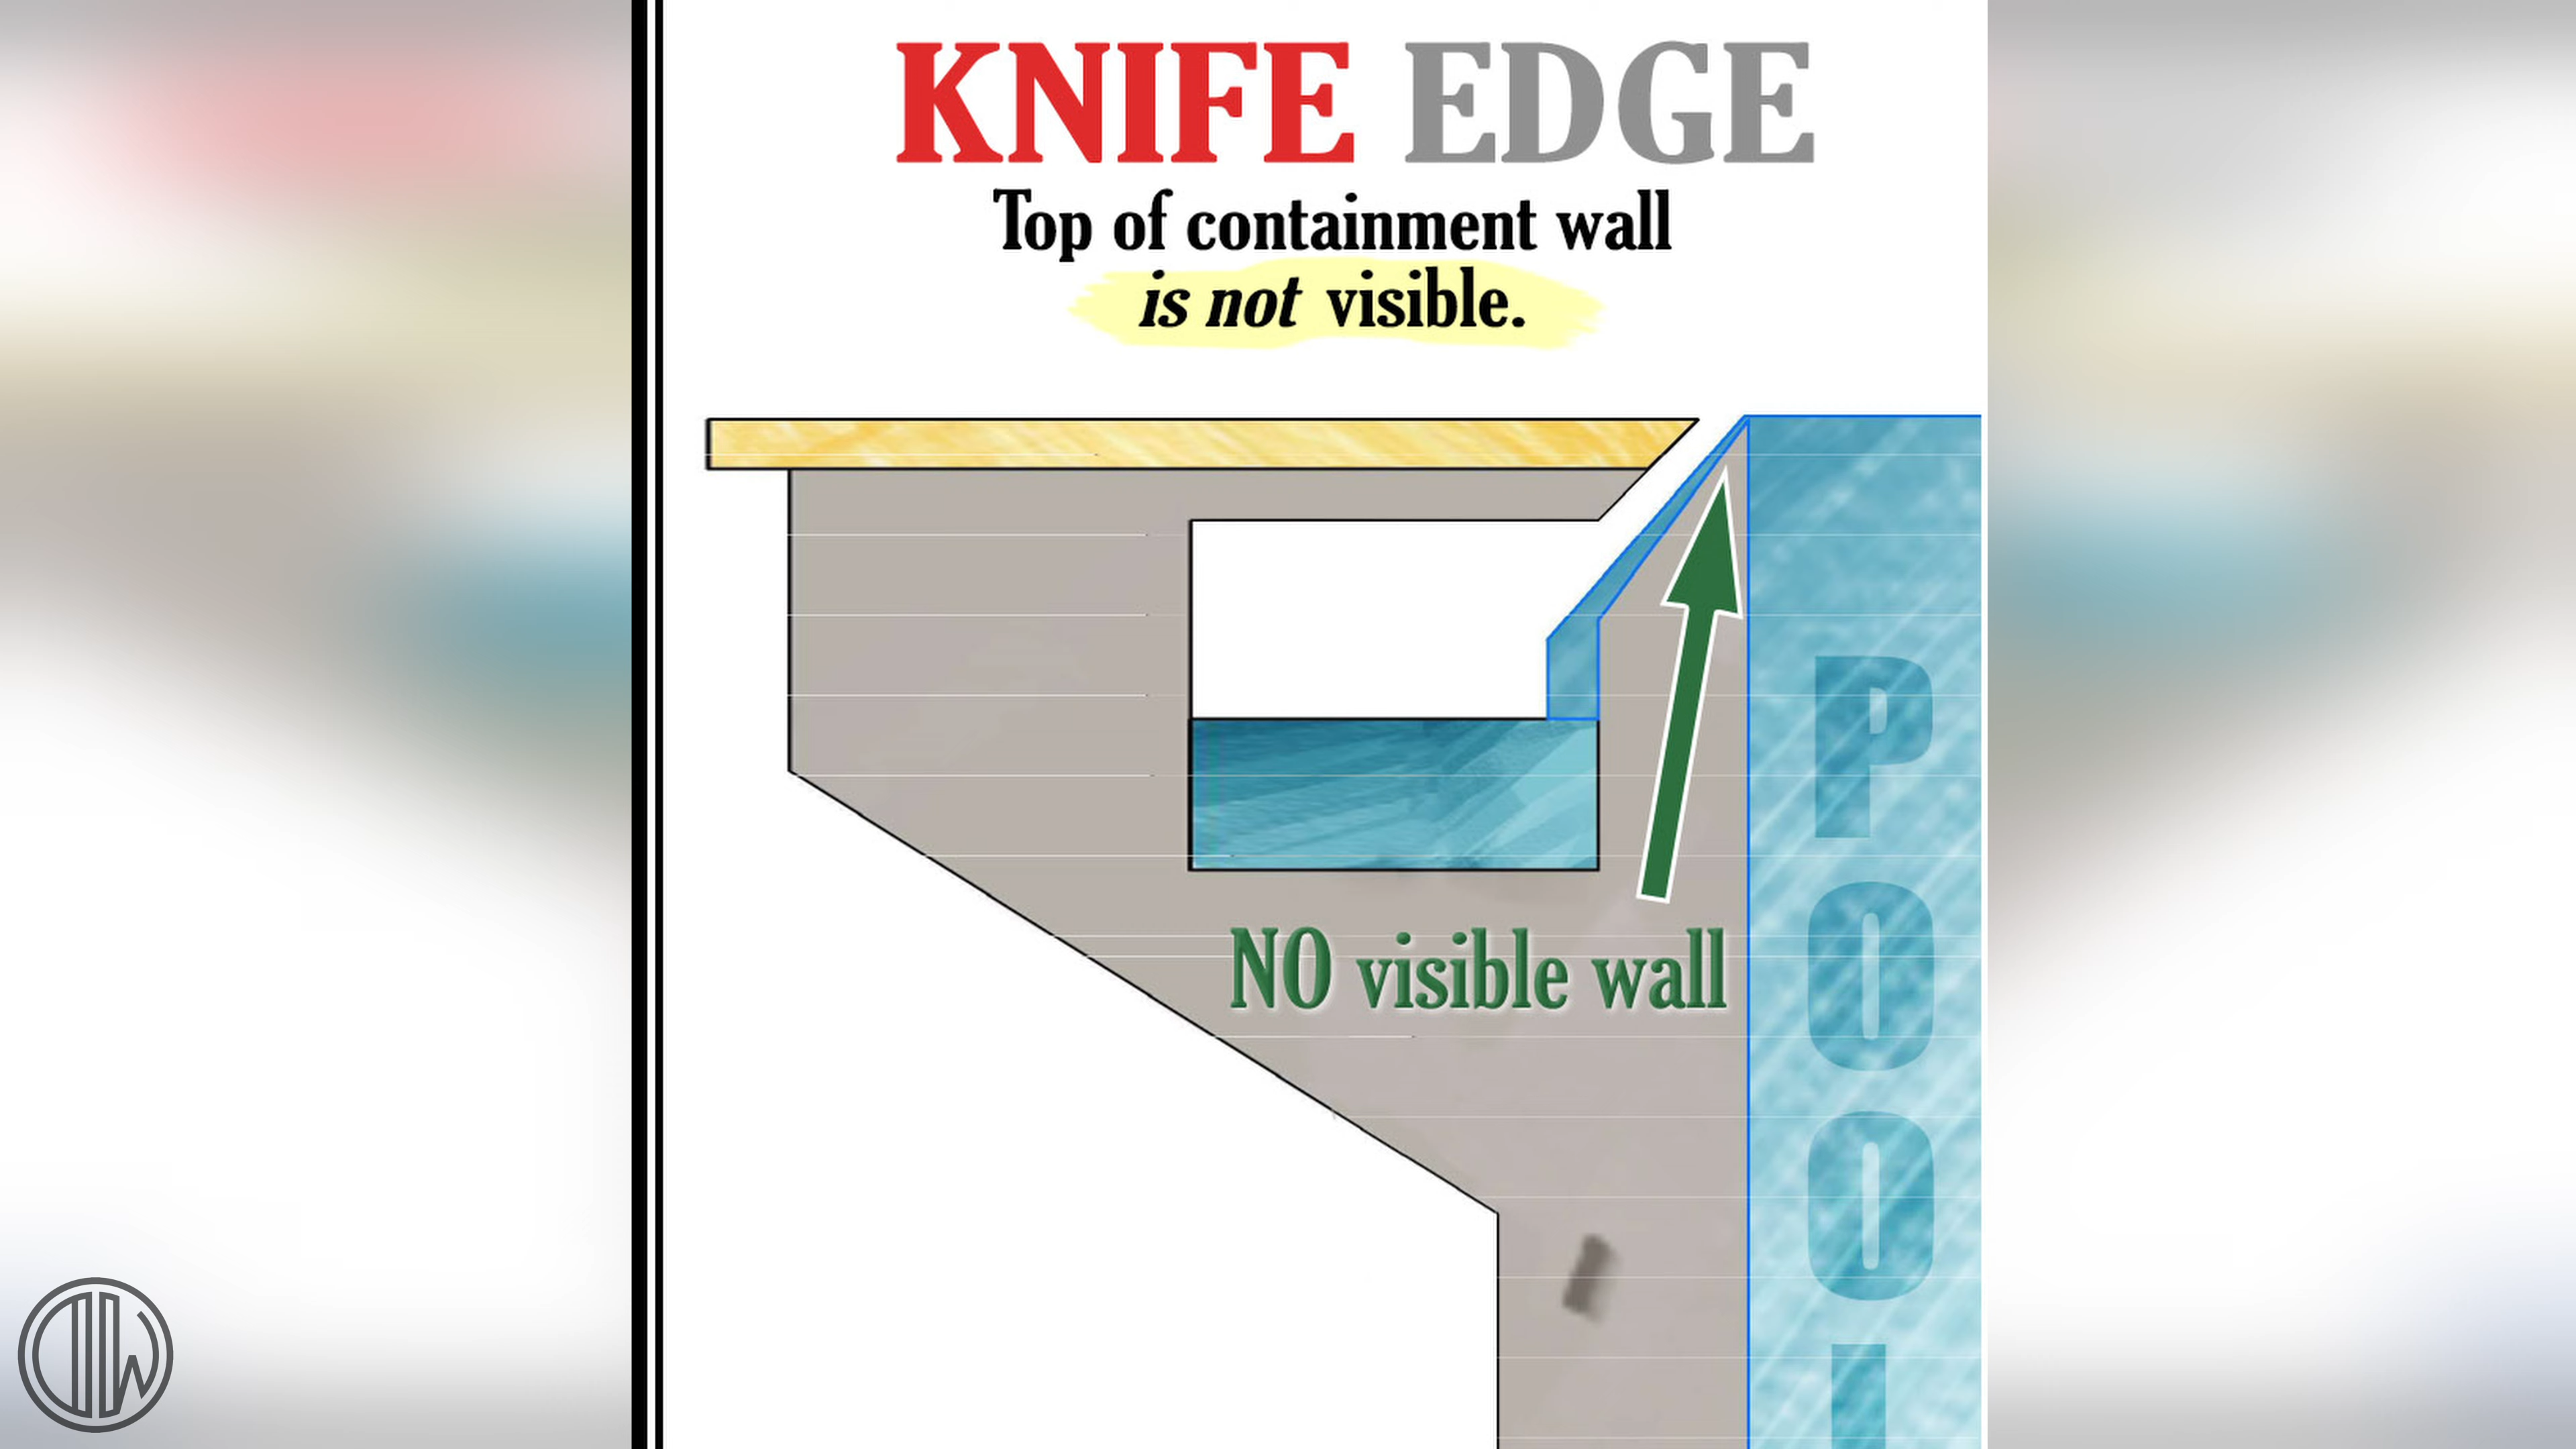 KNIFE EDGE
Top of containment wall
is not visible.
NO visible wall
POOL